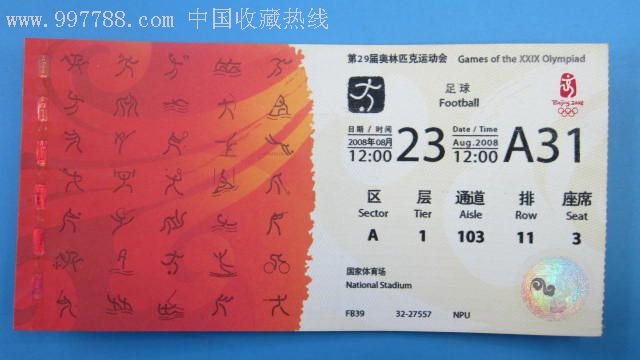 www.997788.com 中国收藏热线
第29届奥林匹克运动会 Games of the XXIX Olympiad
足球
Football
Beijing 2008
日期 / 时间
2008年08月
12:00
23
Date / Time
Aug.2008
12:00
A31
区 层 通道 排 座席
Sector Tier Aisle Row Seat
A 1 103 11 3
国家体育场
National Stadium
FB39 32-27557 NPU